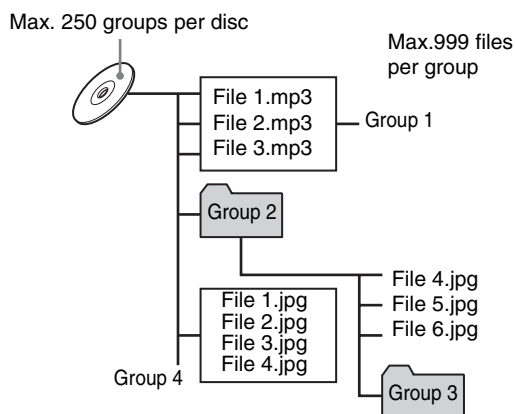 Max. 250 groups per disc
Max.999 files
per group
File 1.mp3
File 2.mp3
File 3.mp3
Group 1
Group 2
File 4.jpg
File 5.jpg
File 6.jpg
File 1.jpg
File 2.jpg
File 3.jpg
File 4.jpg
Group 4
Group 3